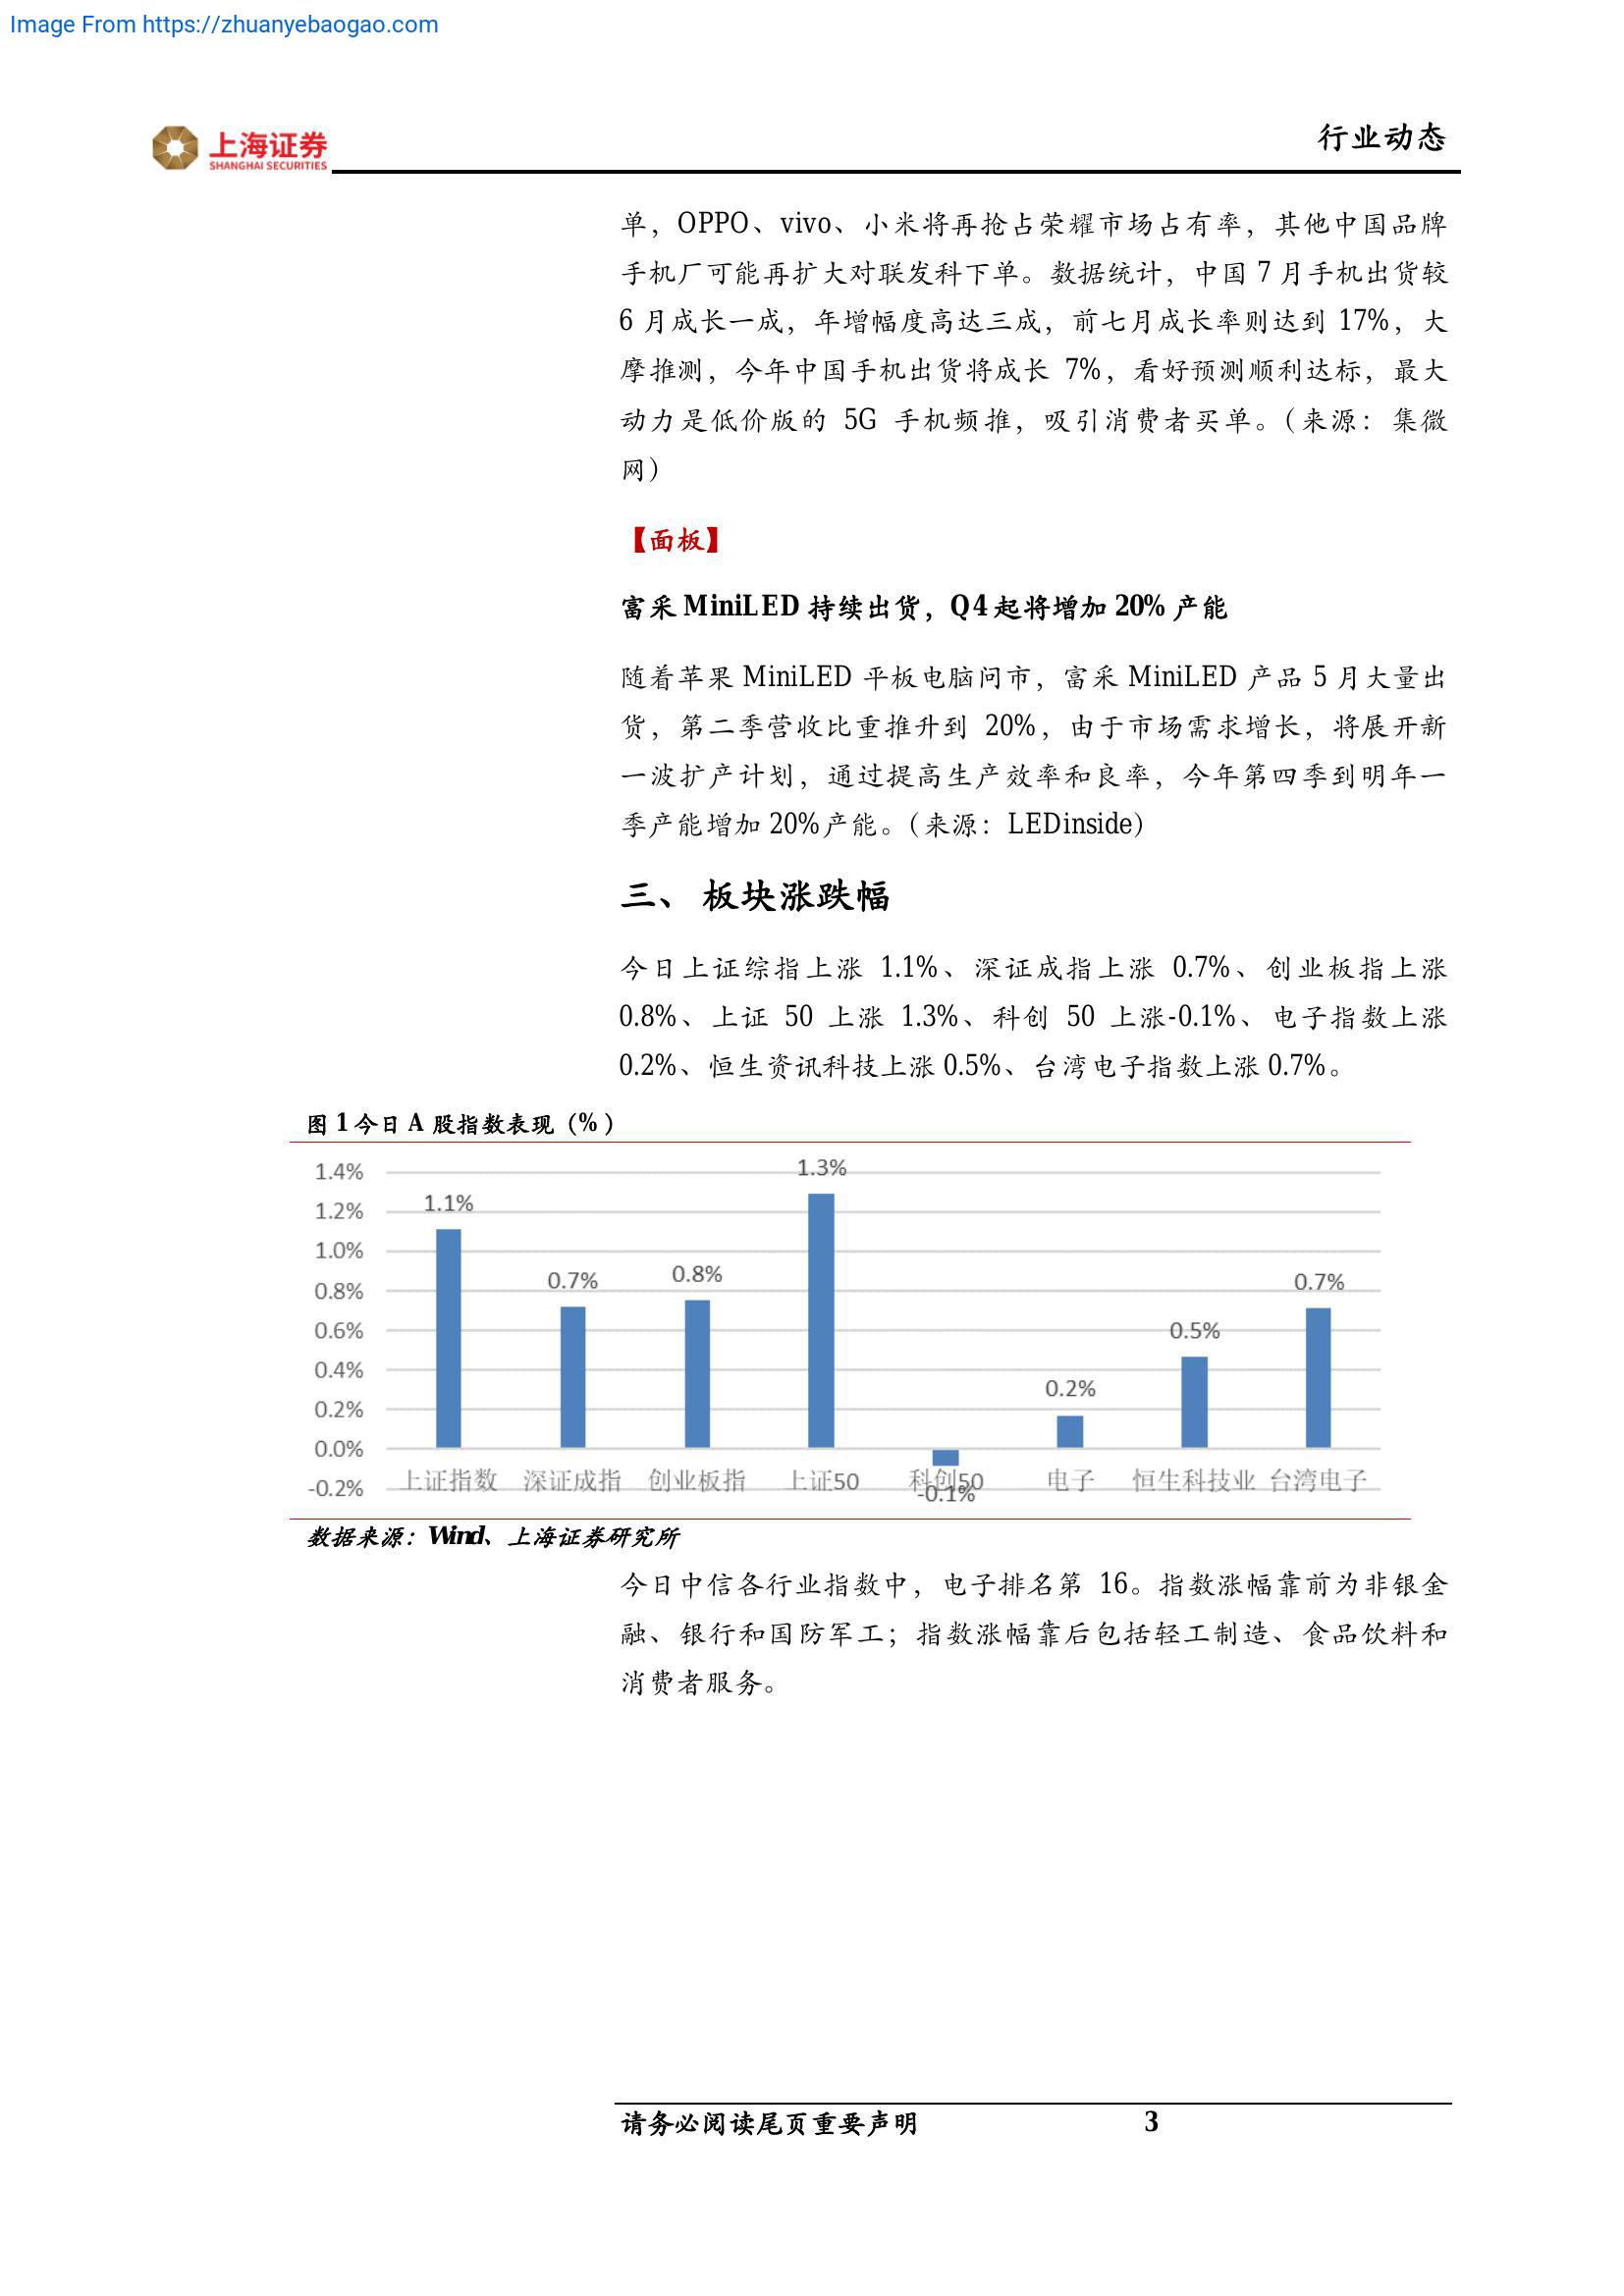 Image From https://zhuanyebaogao.com
上海证券
SHANGHAI SECURITIES
行业动态
单，OPPO、vivo、小米将再抢占荣耀市场占有率，其他中国品牌
手机厂可能再扩大对联发科下单。数据统计，中国 7 月手机出货较
6 月成长一成，年增幅度高达三成，前七月成长率则达到 17%，大
摩推测，今年中国手机出货将成长 7%，看好预测顺利达标，最大
动力是低价版的 5G 手机频推，吸引消费者买单。（来源：集微
网）
【面板】
富采 MiniLED 持续出货，Q4 起将增加 20% 产能
随着苹果 MiniLED 平板电脑问市，富采 MiniLED 产品 5 月大量出
货，第二季营收比重推升到 20%，由于市场需求增长，将展开新
一波扩产计划，通过提高生产效率和良率，今年第四季到明年一
季产能增加 20%产能。（来源：LEDinside）
三、 板块涨跌幅
今日上证综指上涨 1.1%、深证成指上涨 0.7%、创业板指上涨
0.8%、上证 50 上涨 1.3%、科创 50 上涨-0.1%、电子指数上涨
0.2%、恒生资讯科技上涨 0.5%、台湾电子指数上涨 0.7%。
图 1 今日 A 股指数表现（%）
1.4%
1.2%
1.0%
0.8%
0.6%
0.4%
0.2%
0.0%
-0.2%
1.1%
0.7%
0.8%
1.3%
-0.1%
0.2%
0.5%
0.7%
上证指数 深证成指 创业板指 上证50 科创50 电子 恒生科技业 台湾电子
数据来源：Wind、上海证券研究所
今日中信各行业指数中，电子排名第 16。指数涨幅靠前为非银金
融、银行和国防军工；指数涨幅靠后包括轻工制造、食品饮料和
消费者服务。
请务必阅读尾页重要声明 3